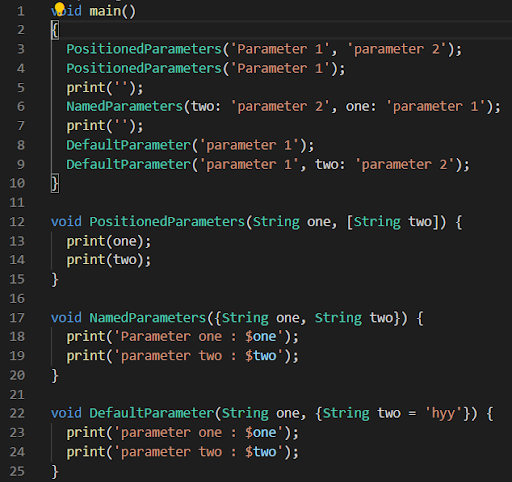 1 void main()
2 {
3 PositionedParameters('Parameter 1', 'parameter 2');
4 PositionedParameters('Parameter 1');
5 print('');
6 NamedParameters(two: 'parameter 2', one: 'parameter 1');
7 print('');
8 DefaultParameter('parameter 1');
9 DefaultParameter('parameter 1', two: 'parameter 2');
10 }
11
12 void PositionedParameters(String one, [String two]) {
13 print(one);
14 print(two);
15 }
16
17 void NamedParameters({String one, String two}) {
18 print('Parameter one : $one');
19 print('parameter two : $two');
20 }
21
22 void DefaultParameter(String one, {String two = 'hyy'}) {
23 print('parameter one : $one');
24 print('parameter two : $two');
25 }